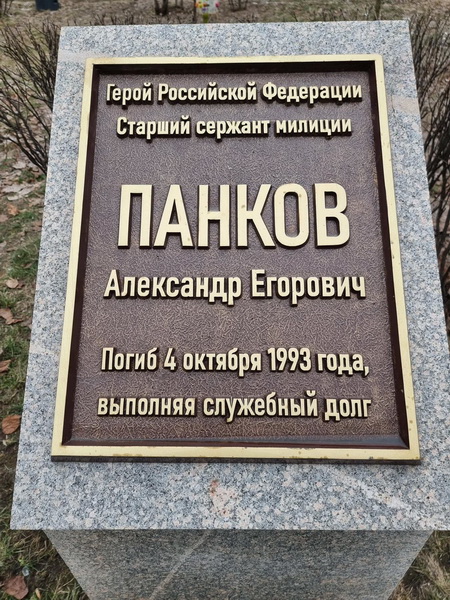 Герой Российской Федерации
Старший сержант милиции
ПАНКОВ
Александр Егорович
Погиб 4 октября 1993 года,
выполняя служебный долг